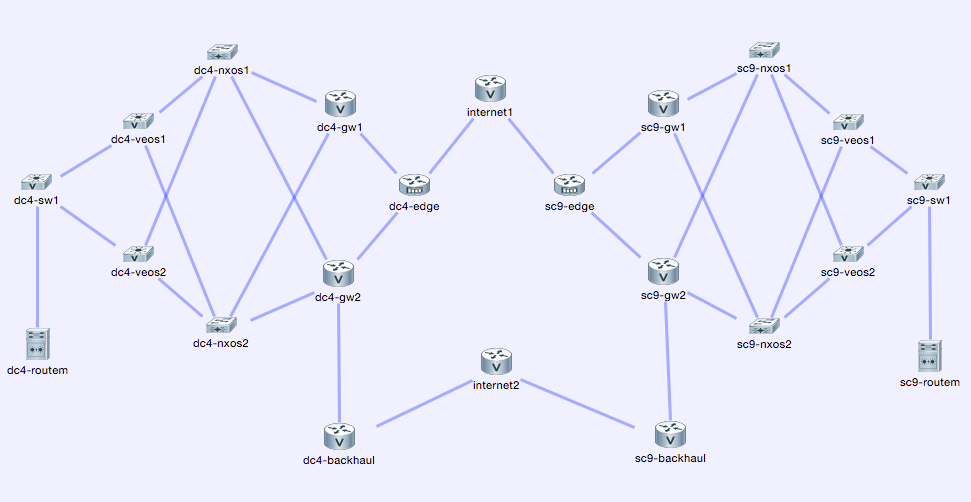 dc4-nxos1
sc9-nxos1
internet1
dc4-gw1
sc9-gw1
dc4-veos1
sc9-veos1
dc4-sw1
dc4-edge
sc9-edge
sc9-sw1
dc4-veos2
sc9-veos2
dc4-gw2
sc9-gw2
dc4-nxos2
sc9-nxos2
dc4-routem
internet2
sc9-routem
dc4-backhaul
sc9-backhaul
V
V
V
V
V
V
V
V
V
V